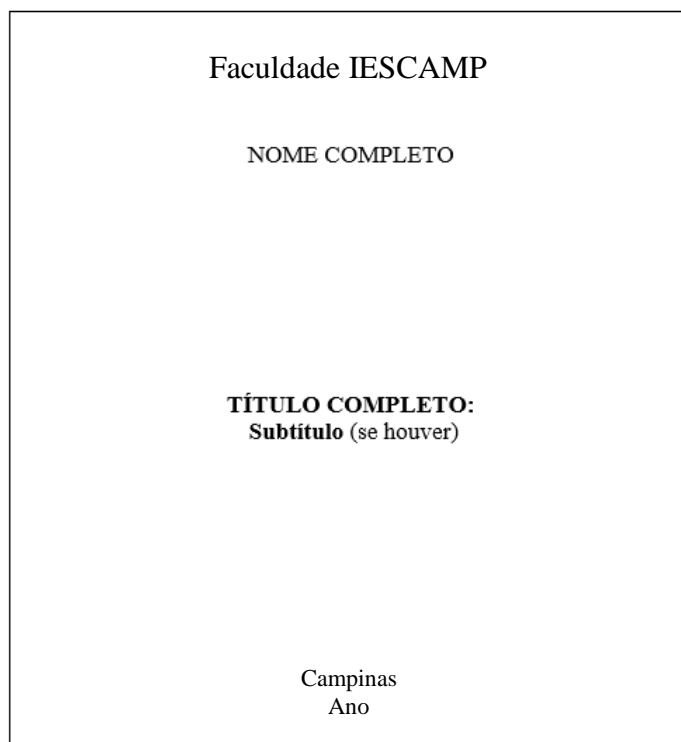 Faculdade IESCAMP
NOME COMPLETO
TÍTULO COMPLETO:
Subtítulo (se houver)
Campinas
Ano